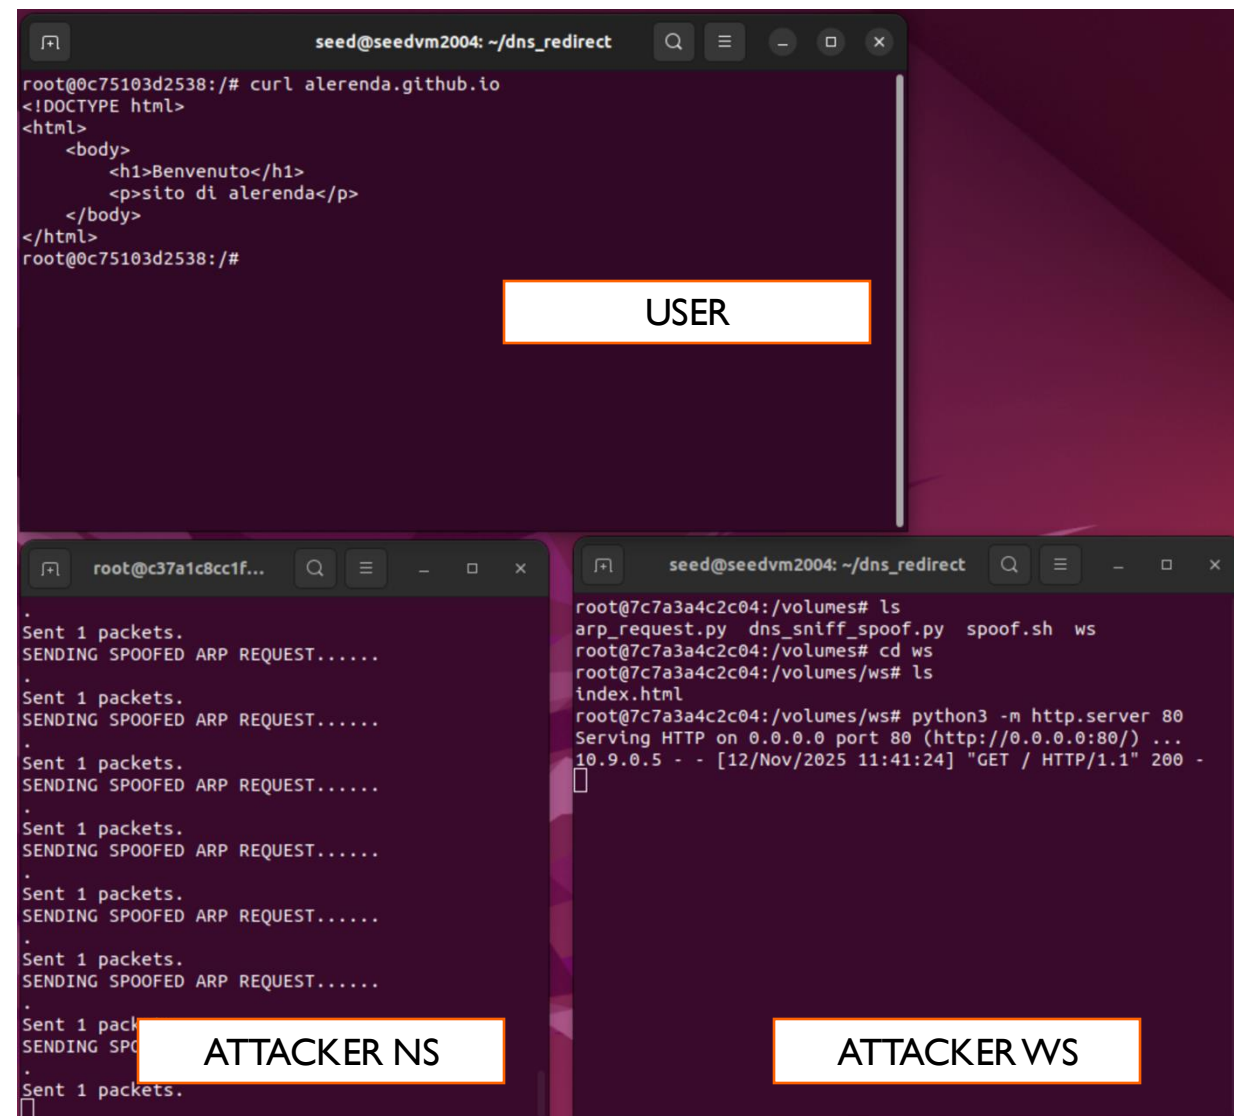 seed@seedvm2004: ~/dns_redirect
root@0c75103d2538:/# curl alerenda.github.io
<!DOCTYPE html>
<html>
<body>
<h1>Benvenuto</h1>
<p>sito di alerenda</p>
</body>
</html>
root@0c75103d2538:/#
USER
root@c37a1c8cc1f...
.
Sent 1 packets.
SENDING SPOOFED ARP REQUEST......
.
Sent 1 packets.
SENDING SPOOFED ARP REQUEST......
.
Sent 1 packets.
SENDING SPOOFED ARP REQUEST......
.
Sent 1 packets.
SENDING SPOOFED ARP REQUEST......
.
Sent 1 packets.
SENDING SPOOFED ARP REQUEST......
.
Sent 1 packets.
SENDING SPOOFED ARP REQUEST......
.
Sent 1 pack
SENDING SPO
.
Sent 1 packets.
ATTACKER NS
seed@seedvm2004: ~/dns_redirect
root@7c7a3a4c2c04:/volumes# ls
arp_request.py dns_sniff_spoof.py spoof.sh ws
root@7c7a3a4c2c04:/volumes# cd ws
root@7c7a3a4c2c04:/volumes/ws# ls
index.html
root@7c7a3a4c2c04:/volumes/ws# python3 -m http.server 80
Serving HTTP on 0.0.0.0 port 80 (http://0.0.0.0:80/) ...
10.9.0.5 - - [12/Nov/2025 11:41:24] "GET / HTTP/1.1" 200 -
ATTACKER WS